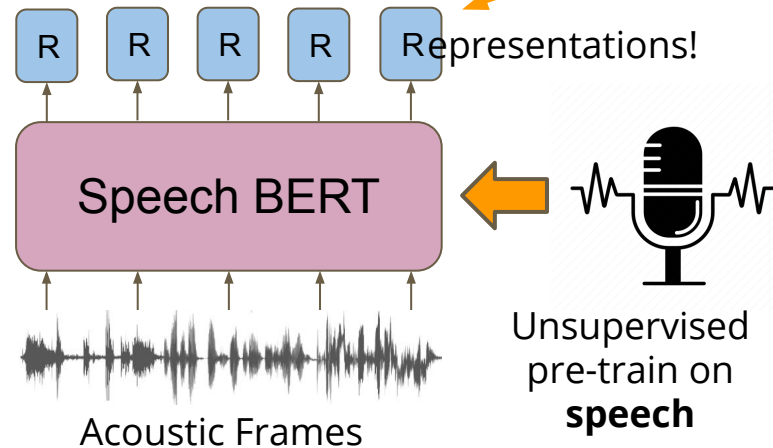 R R R R Representations!
Speech BERT
Unsupervised
pre-train on
speech
Acoustic Frames